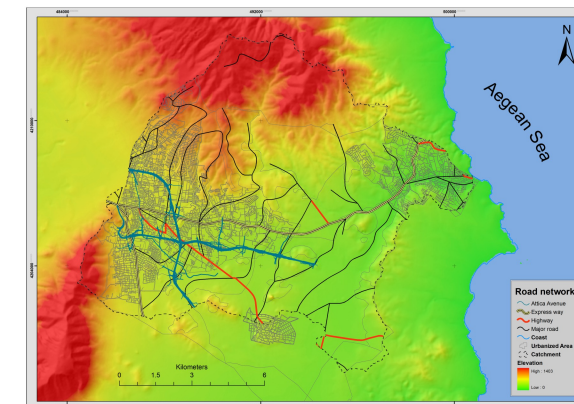 N
Aegean Sea
Road network
Attica Avenue
Express way
Highway
Major road
Coast
Urbanized Area
Catchment
Elevation
High : 1403
Low : 0
Kilometers
0 1.5 3 6